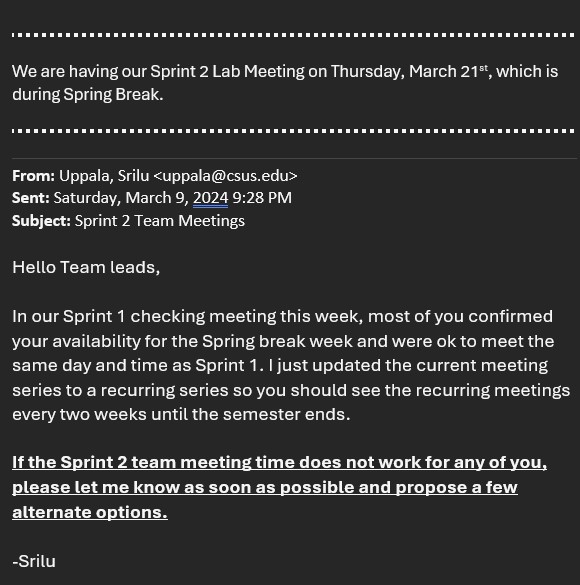 We are having our Sprint 2 Lab Meeting on Thursday, March 21st, which is
during Spring Break.
From: Uppala, Srilu <uppala@csus.edu>
Sent: Saturday, March 9, 2024 9:28 PM
Subject: Sprint 2 Team Meetings
Hello Team leads,
In our Sprint 1 checking meeting this week, most of you confirmed
your availability for the Spring break week and were ok to meet the
same day and time as Sprint 1. I just updated the current meeting
series to a recurring series so you should see the recurring meetings
every two weeks until the semester ends.
If the Sprint 2 team meeting time does not work for any of you,
please let me know as soon as possible and propose a few
alternate options.
-Srilu